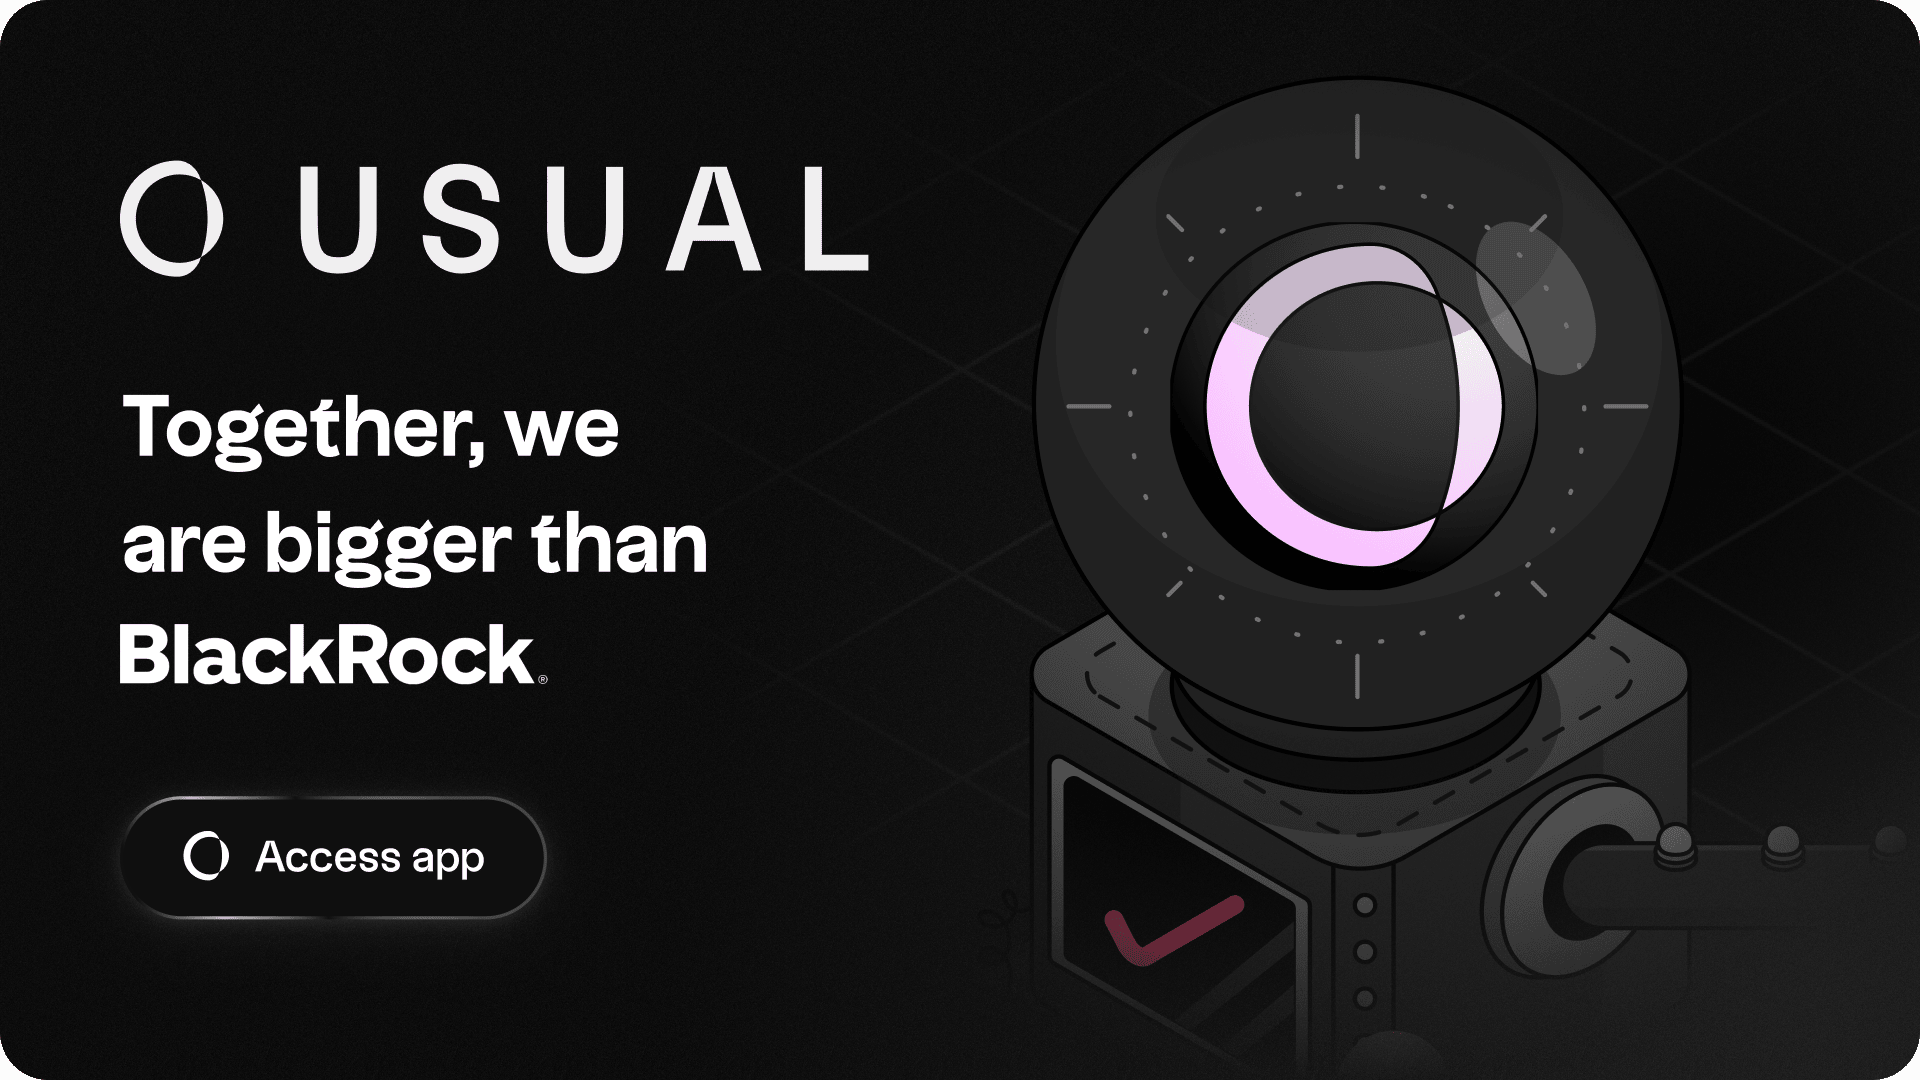 USUAL
Together, we
are bigger than
BlackRock®
Access app